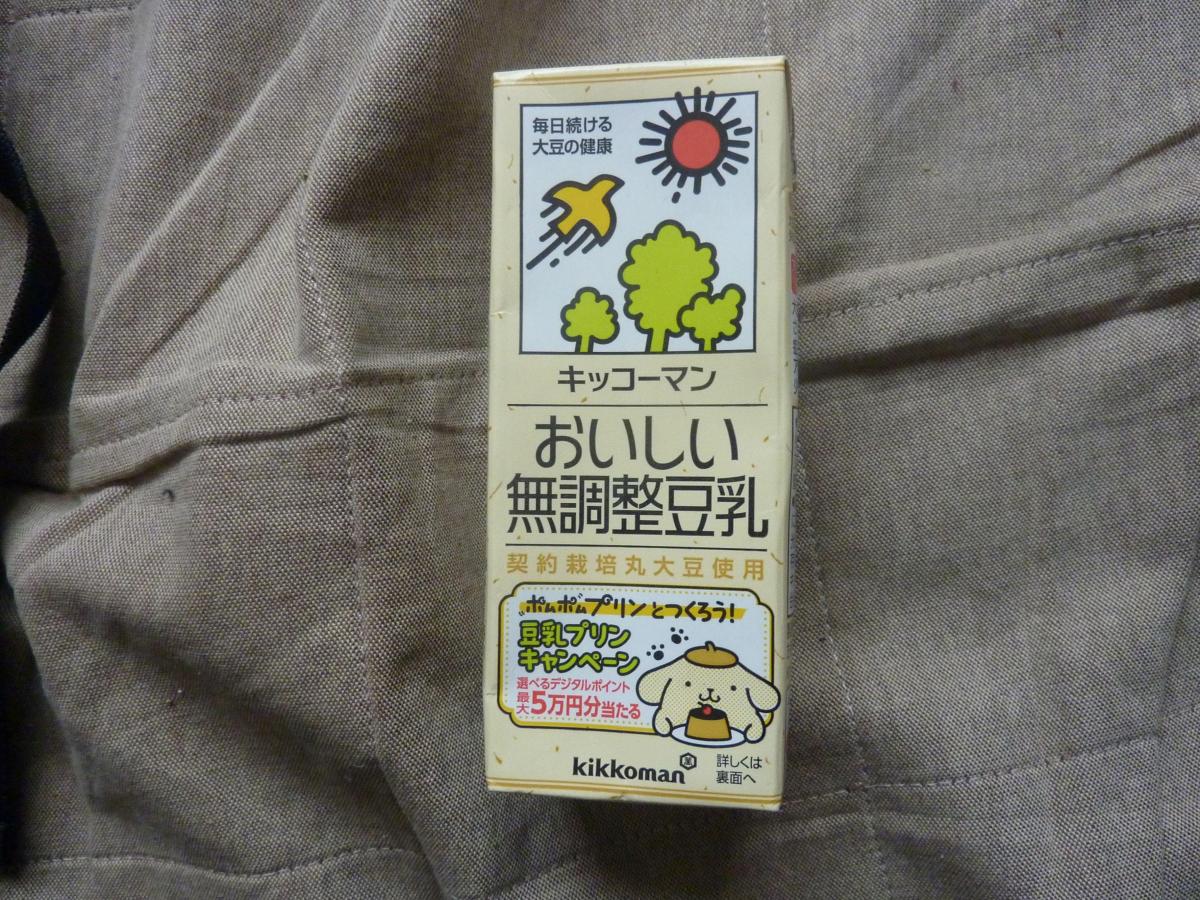 毎日続ける
大豆の健康
キッコーマン
おいしい
無調整豆乳
契約栽培丸大豆使用
"ポムポムプリンとつくろう!
豆乳プリン
キャンペーン
選べるデジタルポイント
最大5万円分当たる
kikkoman
詳しくは
裏面へ